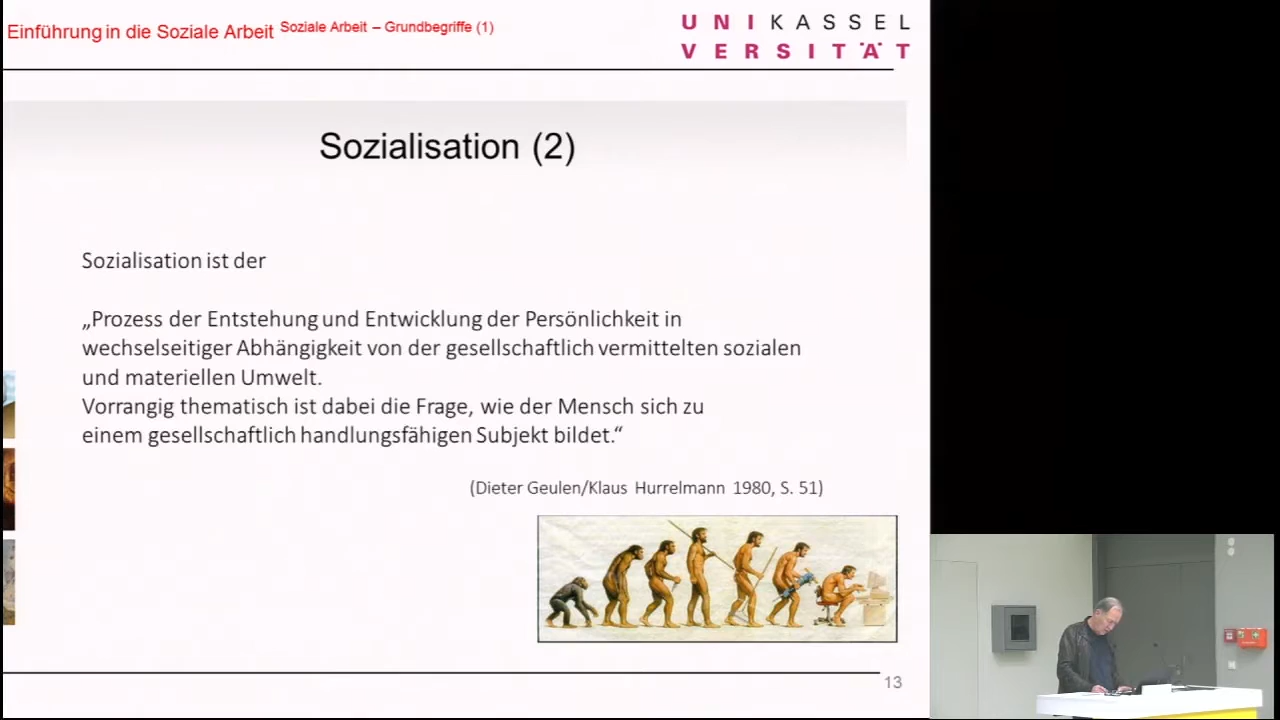 Einführung in die Soziale Arbeit Soziale Arbeit – Grundbegriffe (1)
UNIKASSEL
VERSITÄT
Sozialisation (2)
Sozialisation ist der
„Prozess der Entstehung und Entwicklung der Persönlichkeit in
wechselseitiger Abhängigkeit von der gesellschaftlich vermittelten sozialen
und materiellen Umwelt.
Vorrangig thematisch ist dabei die Frage, wie der Mensch sich zu
einem gesellschaftlich handlungsfähigen Subjekt bildet.“
(Dieter Geulen/Klaus Hurrelmann 1980, S. 51)
13